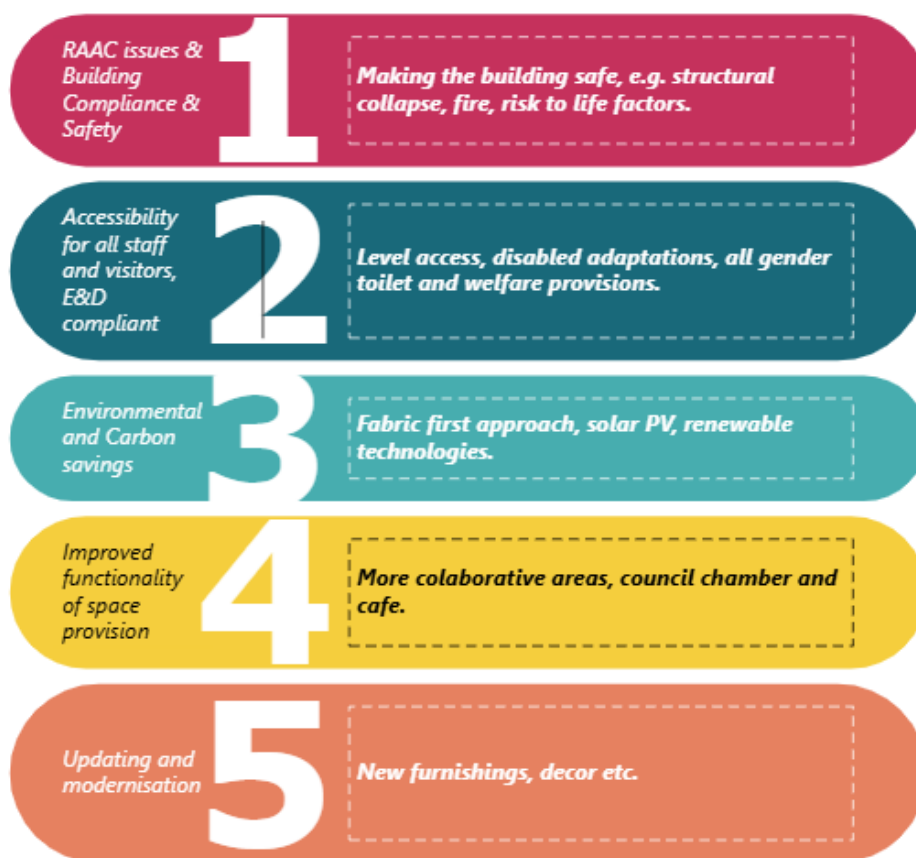 RAAC issues &
Building
Compliance &
Safety
1
Making the building safe, e.g. structural
collapse, fire, risk to life factors.
Accessibility
for all staff
and visitors,
E&D
compliant
2
Level access, disabled adaptations, all gender
toilet and welfare provisions.
Environmental
and Carbon
savings
3
Fabric first approach, solar PV, renewable
technologies.
Improved
functionality
of space
provision
4
More colaborative areas, council chamber and
cafe.
Updating and
modernisation
5
New furnishings, decor etc.